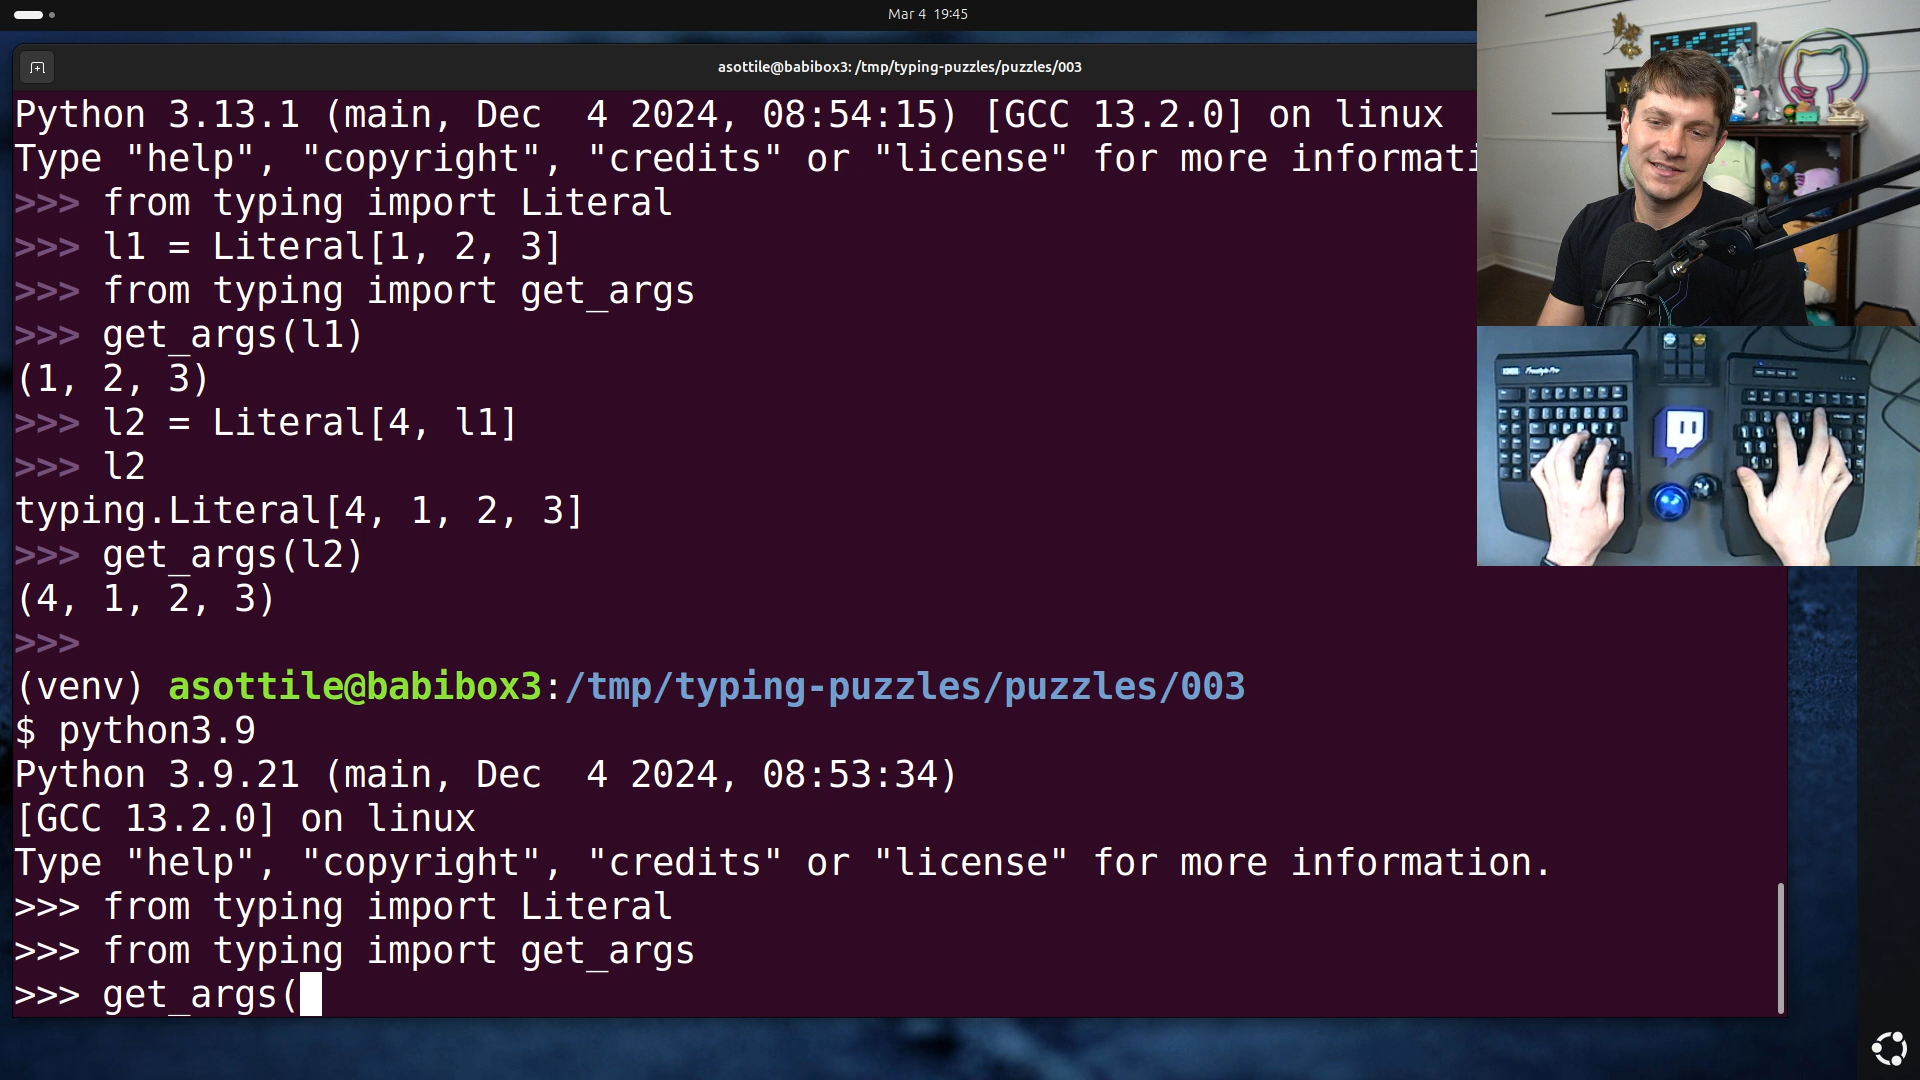 Mar 4 19:45
asottile@babibox3: /tmp/typing-puzzles/puzzles/003
Python 3.13.1 (main, Dec  4 2024, 08:54:15) [GCC 13.2.0] on linux
Type "help", "copyright", "credits" or "license" for more informati
>>> from typing import Literal
>>> l1 = Literal[1, 2, 3]
>>> from typing import get_args
>>> get_args(l1)
(1, 2, 3)
>>> l2 = Literal[4, l1]
>>> l2
typing.Literal[4, 1, 2, 3]
>>> get_args(l2)
(4, 1, 2, 3)
>>>
(venv) asottile@babibox3:/tmp/typing-puzzles/puzzles/003
$ python3.9
Python 3.9.21 (main, Dec  4 2024, 08:53:34)
[GCC 13.2.0] on linux
Type "help", "copyright", "credits" or "license" for more information.
>>> from typing import Literal
>>> from typing import get_args
>>> get_args(